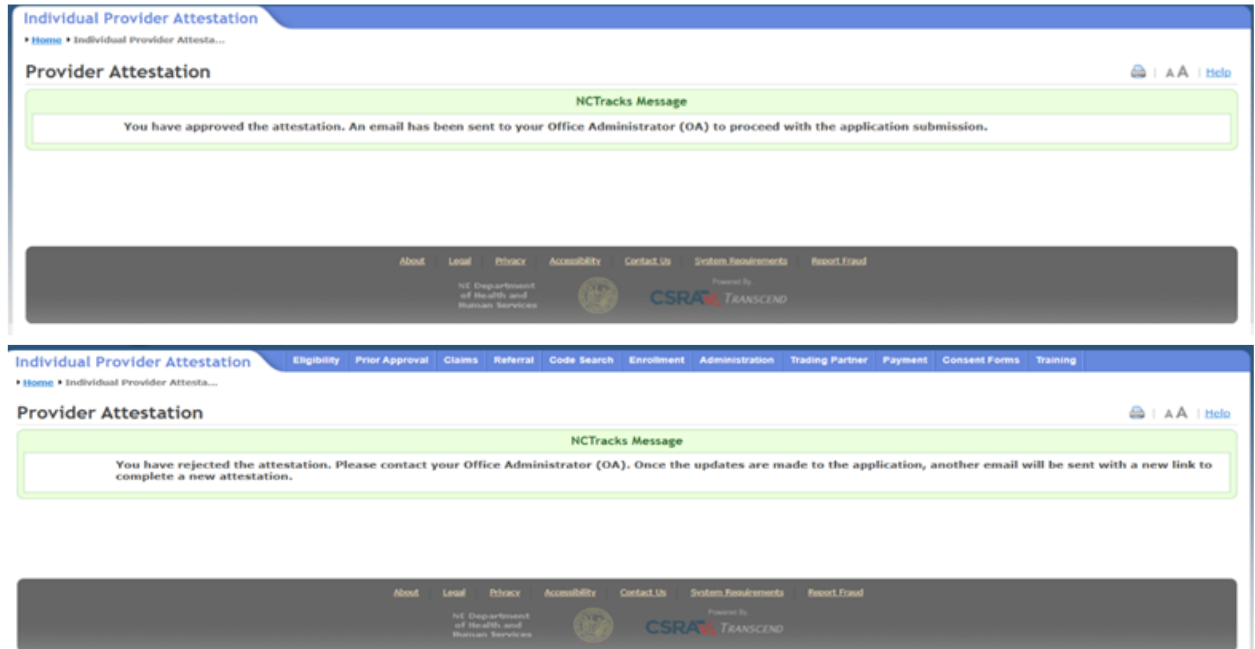 Individual Provider Attestation
Home Individual Provider Attesta...
Provider Attestation
A A Help
NCTracks Message
You have approved the attestation. An email has been sent to your Office Administrator (OA) to proceed with the application submission.
About Legal Privacy Accessibility Contact Us System Requirements Report Fraud
NC Department
of Health and
Human Services
Powered By
CSRA TRANSCEND
Individual Provider Attestation Eligibility Prior Approval Claims Referral Code Search Enrollment Administration Trading Partner Payment Consent Forms Training
Home Individual Provider Attesta...
Provider Attestation
A A Help
NCTracks Message
You have rejected the attestation. Please contact your Office Administrator (OA). Once the updates are made to the application, another email will be sent with a new link to
complete a new attestation.
About Legal Privacy Accessibility Contact Us System Requirements Report Fraud
NC Department
of Health and
Human Services
Powered By
CSRA TRANSCEND